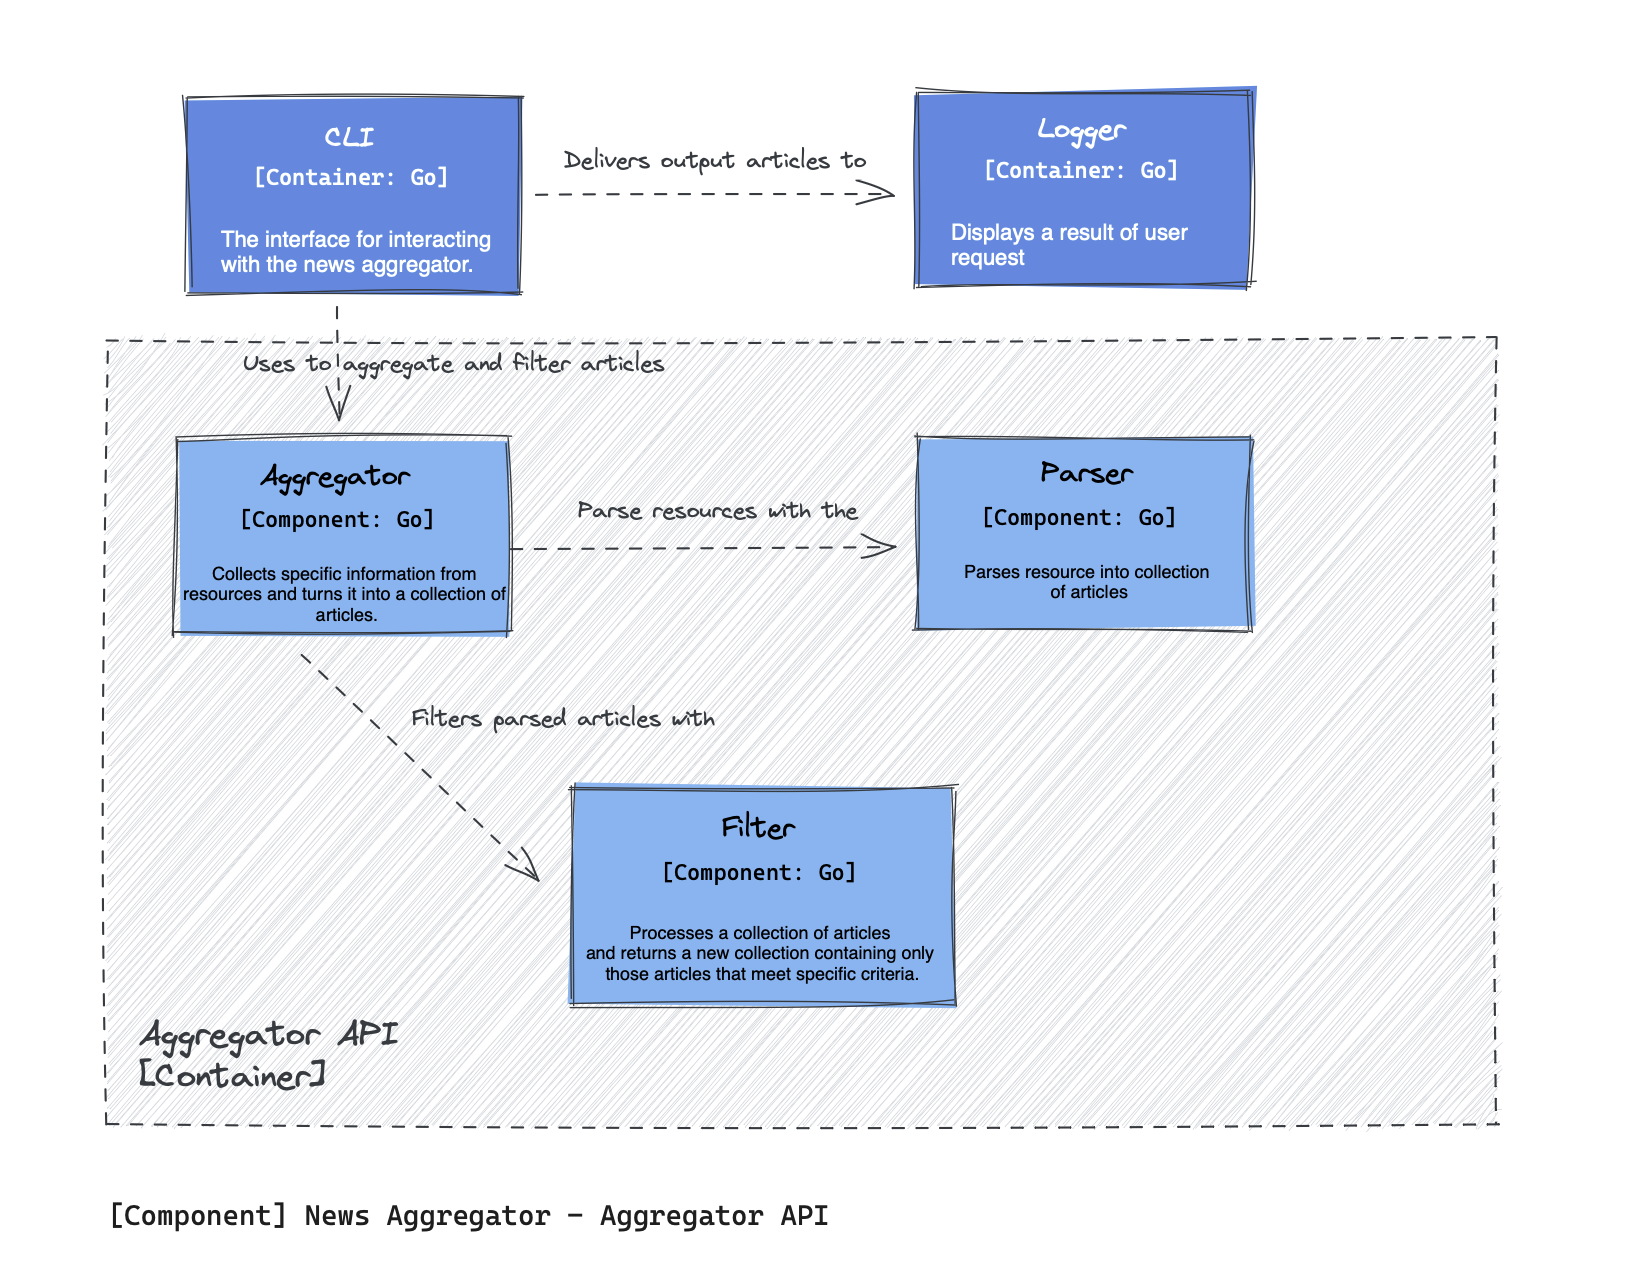 CLI
[Container: Go]
The interface for interacting
with the news aggregator.
Delivers output articles to
Logger
[Container: Go]
Displays a result of user
request
Uses to aggregate and filter articles
Aggregator
[Component: Go]
Collects specific information from
resources and turns it into a collection of
articles.
Parse resources with the
Parser
[Component: Go]
Parses resource into collection
of articles
Filters parsed articles with
Filter
[Component: Go]
Processes a collection of articles
and returns a new collection containing only
those articles that meet specific criteria.
Aggregator API
[Container]
[Component] News Aggregator - Aggregator API